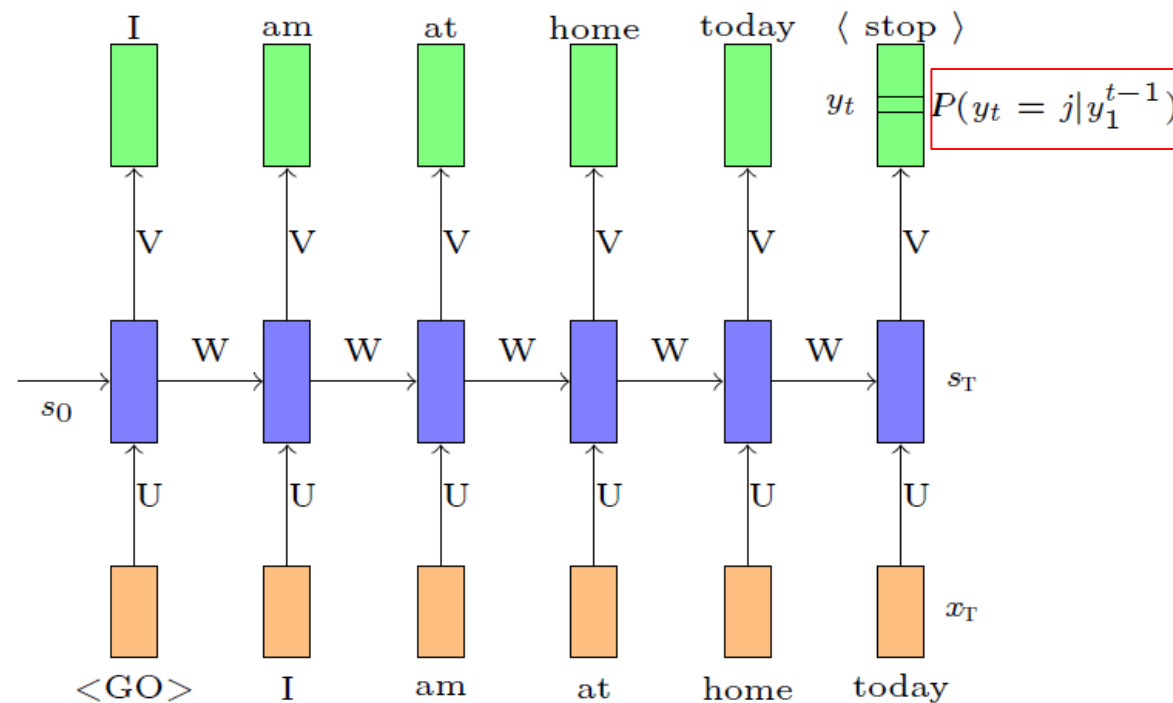 I am at home today ⟨ stop ⟩
y_t P(y_t = j|y_1^{t−1})
V V V V V V
W W W W W
s_0 s_T
U U U U U U
x_T
<GO> I am at home today